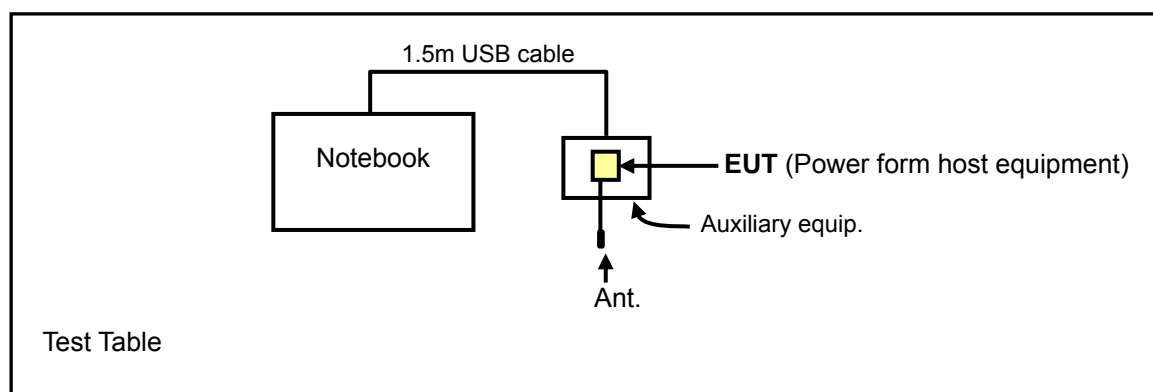 1.5m USB cable
Notebook
EUT (Power form host equipment)
Auxiliary equip.
Ant.
Test Table